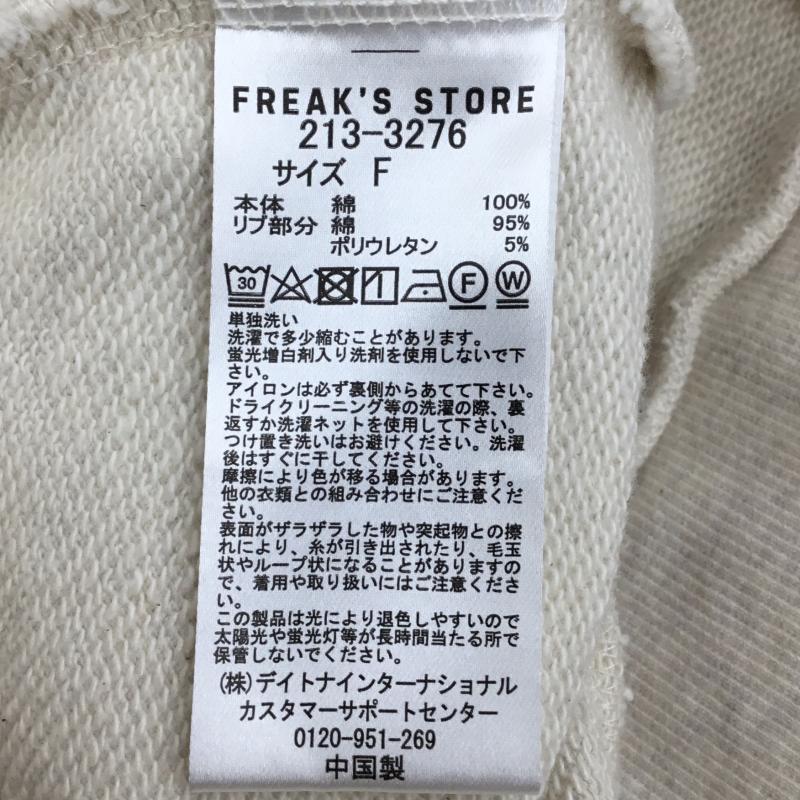 FREAK'S STORE
213-3276
サイズ F
本体 綿 100%
リブ部分 綿 95%
ポリウレタン 5%
30 F W
単独洗い
洗濯で多少縮むことがあります。
蛍光増白剤入り洗剤を使用しないで下
さい。
アイロンは必ず裏側からあてて下さい。
ドライクリーニング等の洗濯の際、裏
返すか洗濯ネットを使用して下さい。
つけ置き洗いはお避けください。洗濯
後はすぐに干してください。
摩擦により色が移る場合があります。
他の衣類との組み合わせにご注意くだ
さい。
表面がザラザラした物や突起物との擦
れにより、糸が引き出されたり、毛玉
状やループ状になることがありますの
で、着用や取り扱いにはご注意くださ
い。
この製品は光により退色しやすいので
太陽光や蛍光灯等が長時間当たる所で
保管しないでください。
(株)デイトナインターナショナル
カスタマーサポートセンター
0120-951-269
中国製